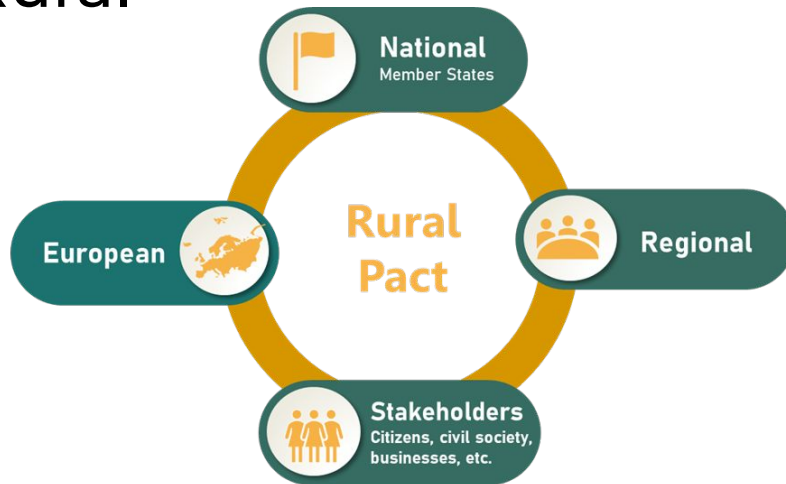 National
Member States
European
Rural
Pact
Regional
Stakeholders
Citizens, civil society,
businesses, etc.